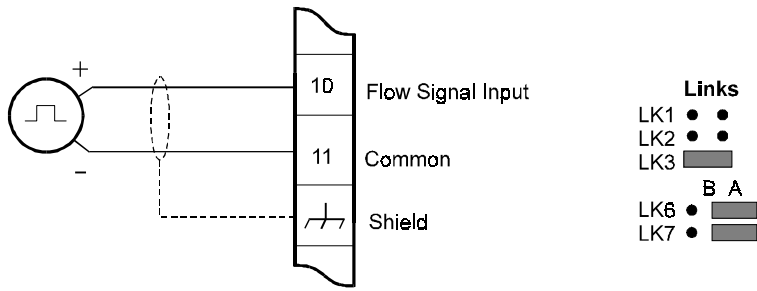 +
10 Flow Signal Input
11 Common
-
Shield
Links
LK1
LK2
LK3
B A
LK6
LK7